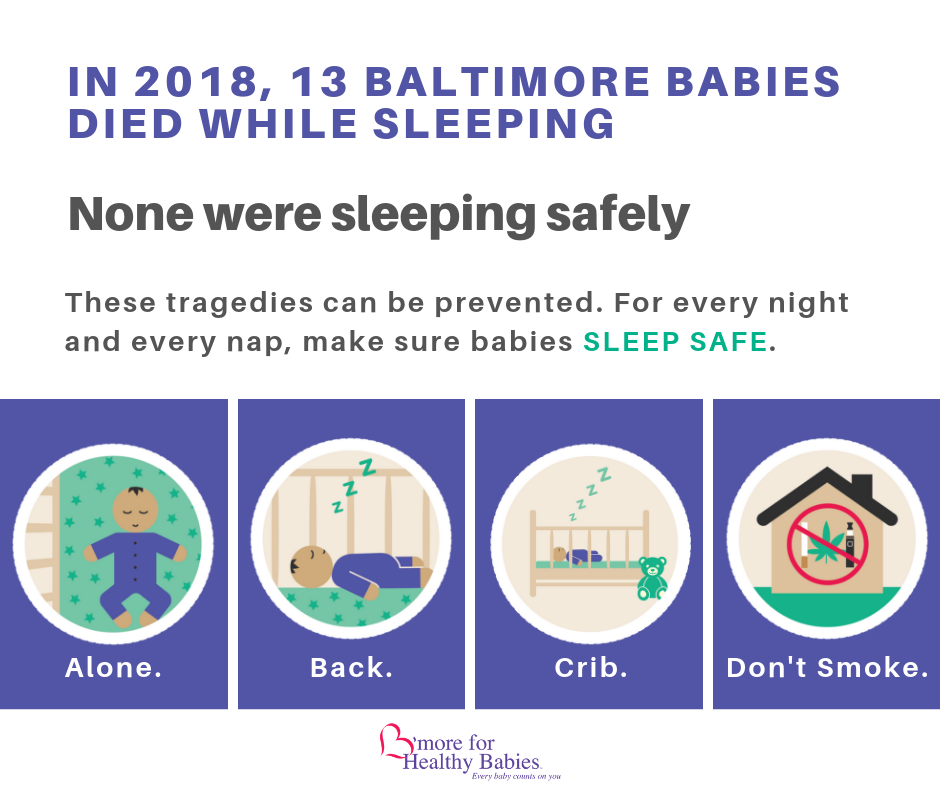 IN 2018, 13 BALTIMORE BABIES
DIED WHILE SLEEPING
None were sleeping safely
These tragedies can be prevented. For every night
and every nap, make sure babies SLEEP SAFE.
z
z
z
z
z
z
z
Alone.
Back.
Crib.
Don't Smoke.
B'more for
Healthy Babies
Every baby counts on you